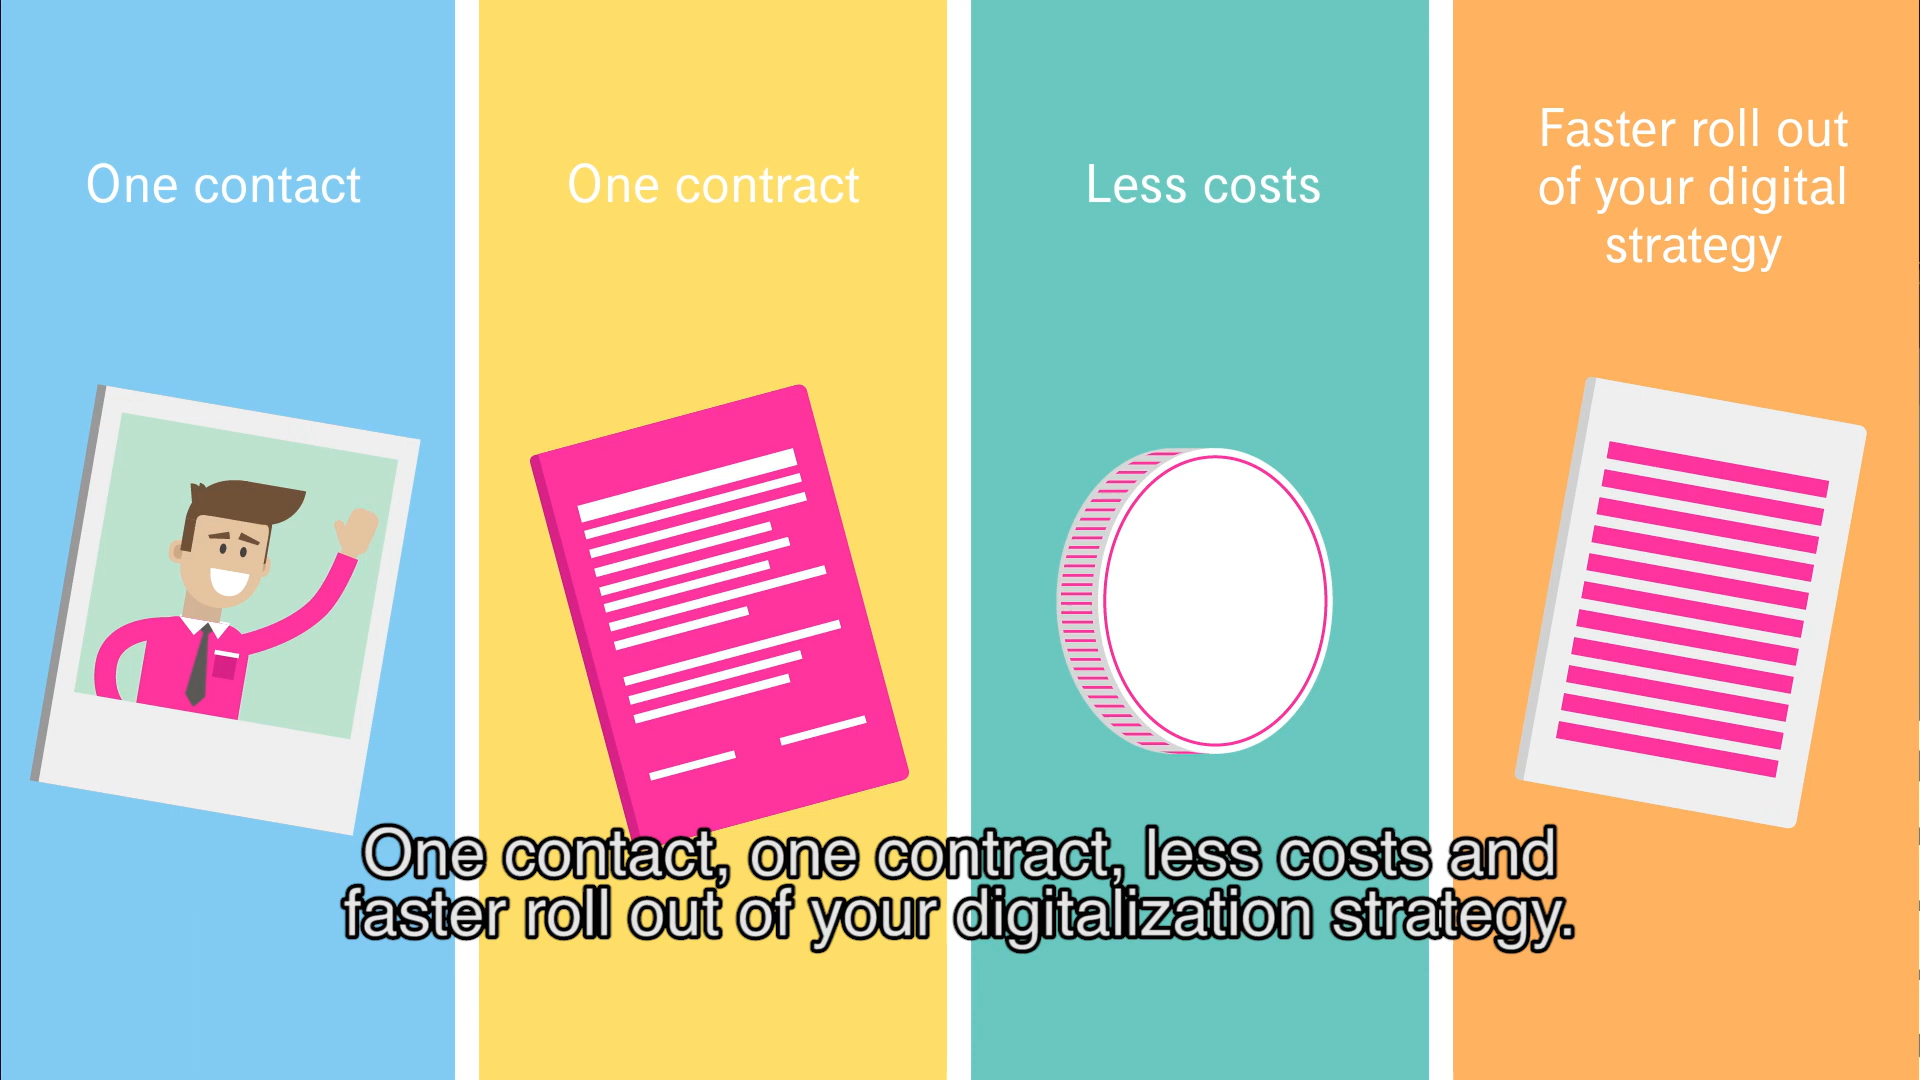 One contact
One contract
Less costs
Faster roll out
of your digital
strategy
One contact, one contract, less costs and
faster roll out of your digitalization strategy.